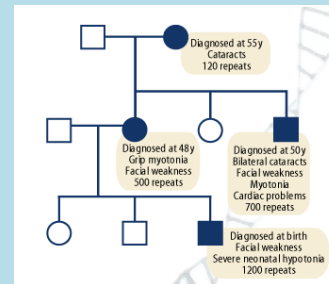 Diagnosed at 55y
Cataracts
120 repeats
Diagnosed at 48y
Grip myotonia
Facial weakness
500 repeats
Diagnosed at 50y
Bilateral cataracts
Facial weakness
Myotonia
Cardiac problems
700 repeats
Diagnosed at birth
Facial weakness
Severe neonatal hypotonia
1200 repeats